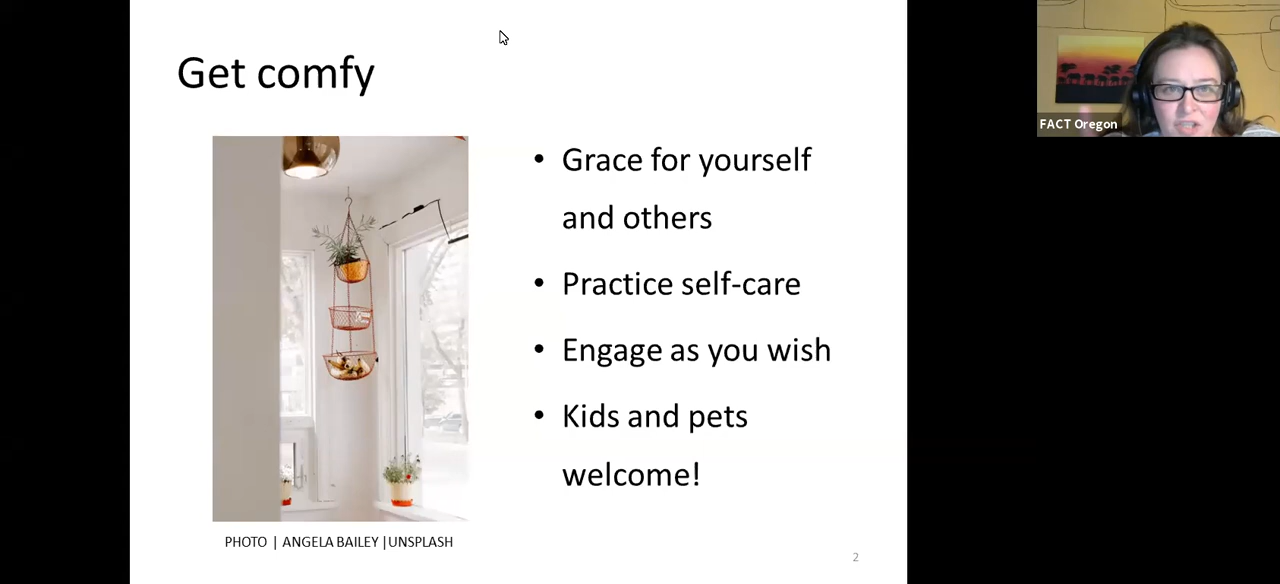 Get comfy
• Grace for yourself
and others
• Practice self-care
• Engage as you wish
• Kids and pets
welcome!
PHOTO | ANGELA BAILEY |UNSPLASH
2
FACT Oregon